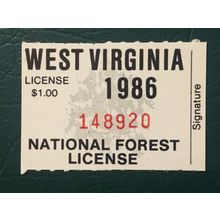 WEST VIRGINIA
LICENSE 1986
$1.00
148920
NATIONAL FOREST
LICENSE
Signature